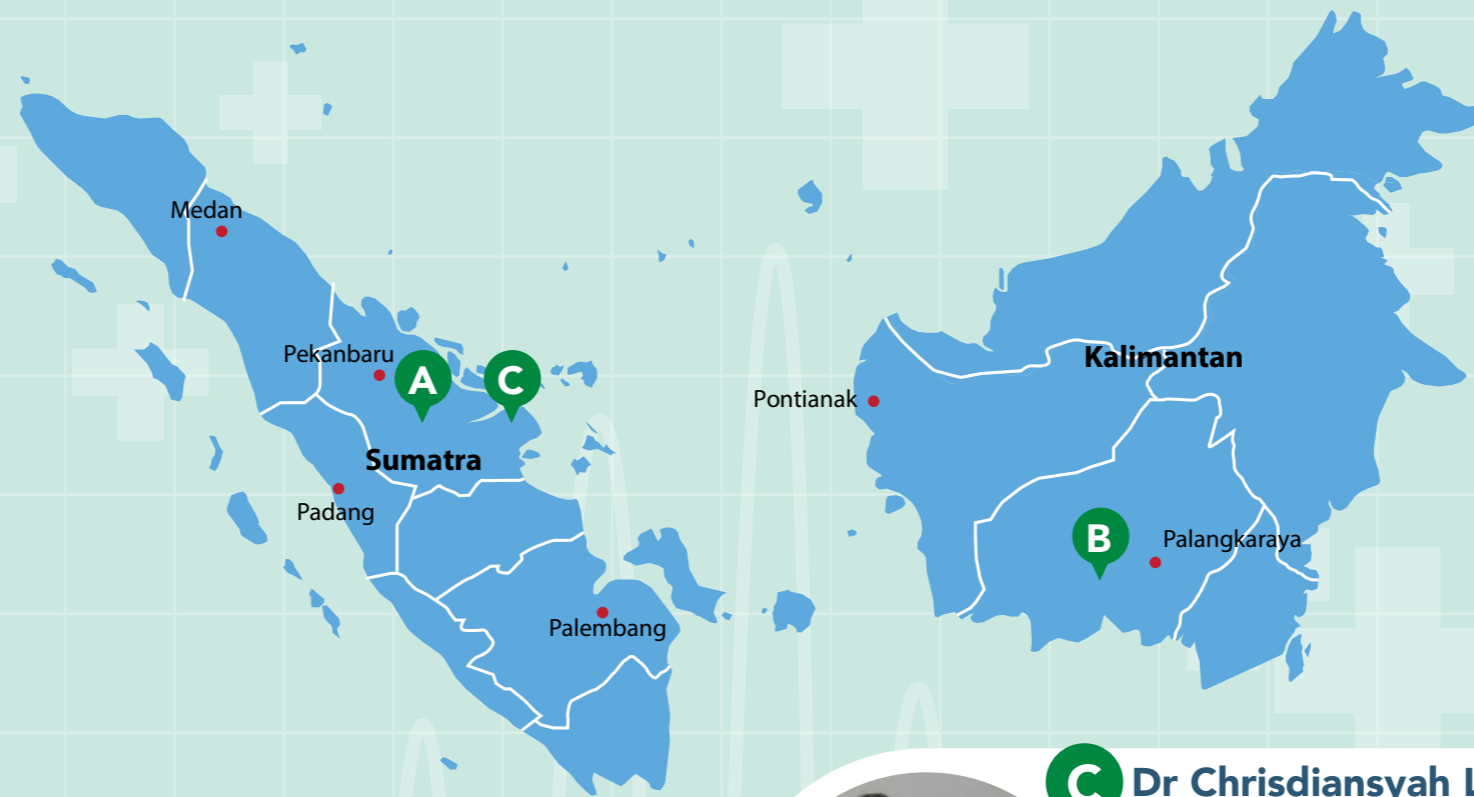 Medan
Pekanbaru
A
C
Sumatra
Padang
Palembang
Pontianak
Kalimantan
B
Palangkaraya
C Dr Chrisdiansyah